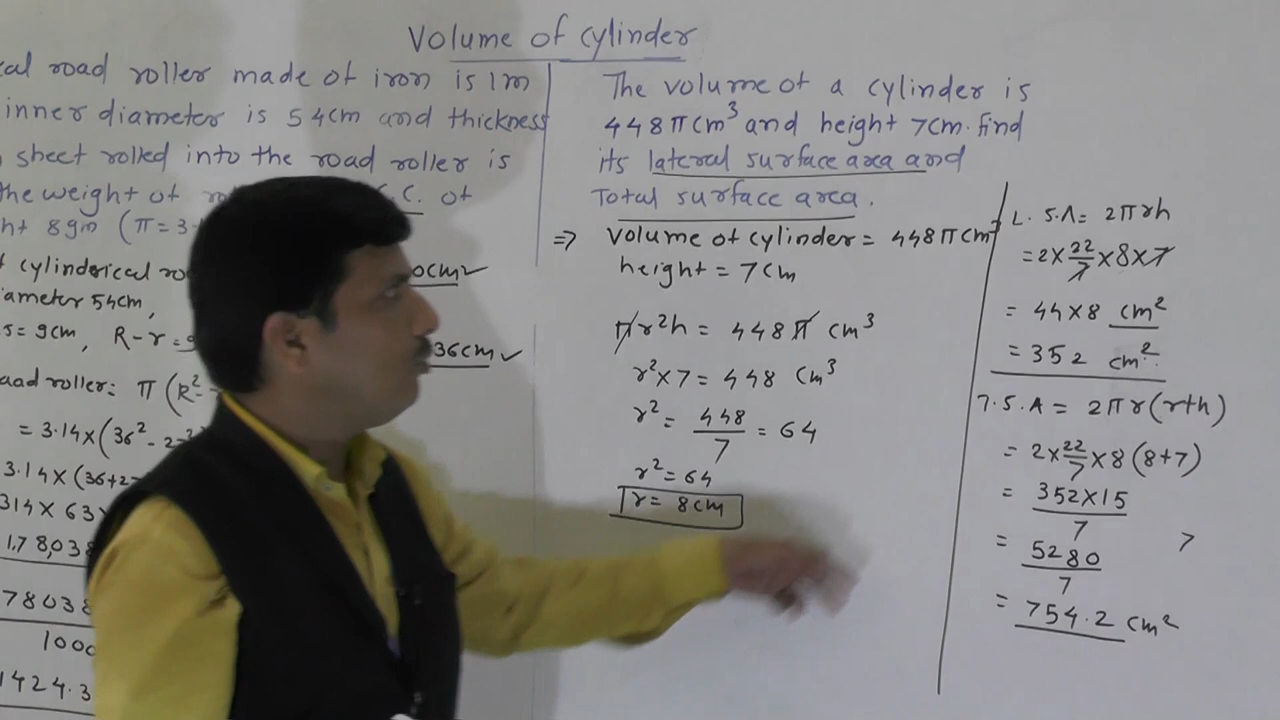 Volume of cylinder
cal road roller made of iron is 1m
inner diameter is 54cm and thickness
sheet rolled into the road roller is
the weight of C.C. of
ht 8gm (π=3.
cylinderical ro 0cm✓
iameter 54cm,
s = 9cm, R-r=9 36cm✓
oad roller: π(R²-
= 3.14×(36²-2
3.14×(36+2
314×63
1,78,038
78038
1000
1424.3
The volume of a cylinder is
448πcm³ and height 7cm. find
its lateral surface area and
Total surface area.
⇒ volume of cylinder = 448πcm³
height = 7cm
πr²h = 448π cm³
r²×7 = 448 cm³
r² = 448/7 = 64
r² = 64
r = 8cm
L. S.A = 2πrh
= 2×22/7×8×7
= 44×8 cm²
= 352 cm²
T.S.A = 2πr(r+h)
= 2×22/7×8(8+7)
= 352×15/7
= 5280/7 7
= 754.2 cm²